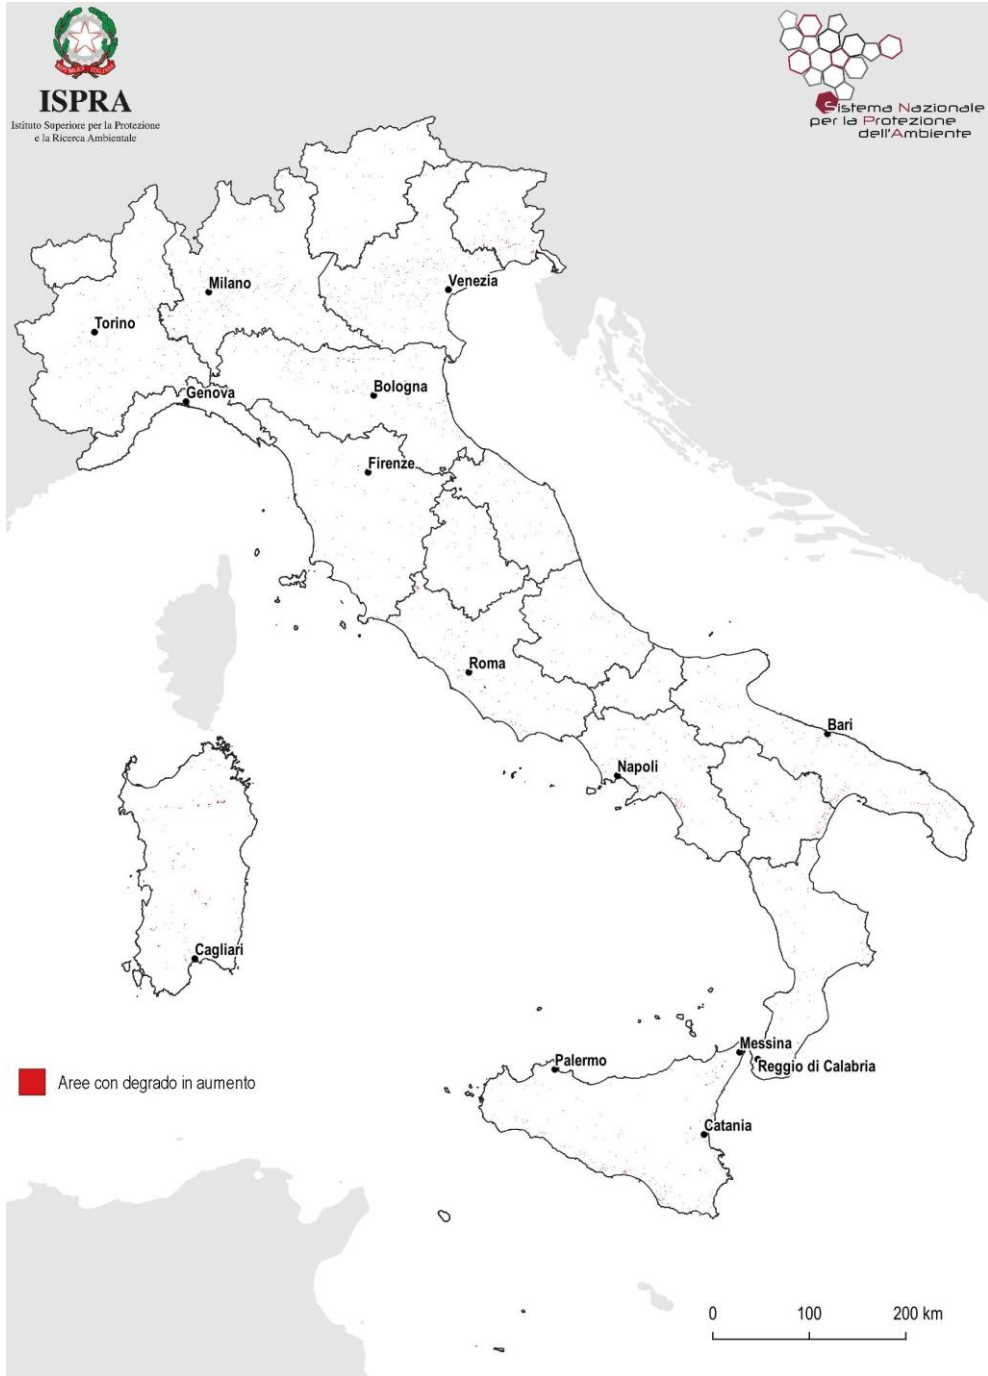 ISPRA
Istituto Superiore per la Protezione
e la Ricerca Ambientale
Sistema Nazionale
per la Protezione
dell'Ambiente
Milano
Venezia
Torino
Bologna
Genova
Firenze
Roma
Bari
Napoli
Cagliari
Messina
Palermo
Reggio di Calabria
Aree con degrado in aumento
Catania
0 100 200 km